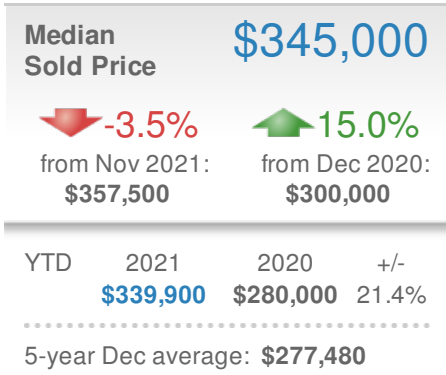 Median $345,000
Sold Price
-3.5% 15.0%
from Nov 2021: from Dec 2020:
$357,500 $300,000
YTD 2021 2020 +/-
$339,900 $280,000 21.4%
5-year Dec average: $277,480